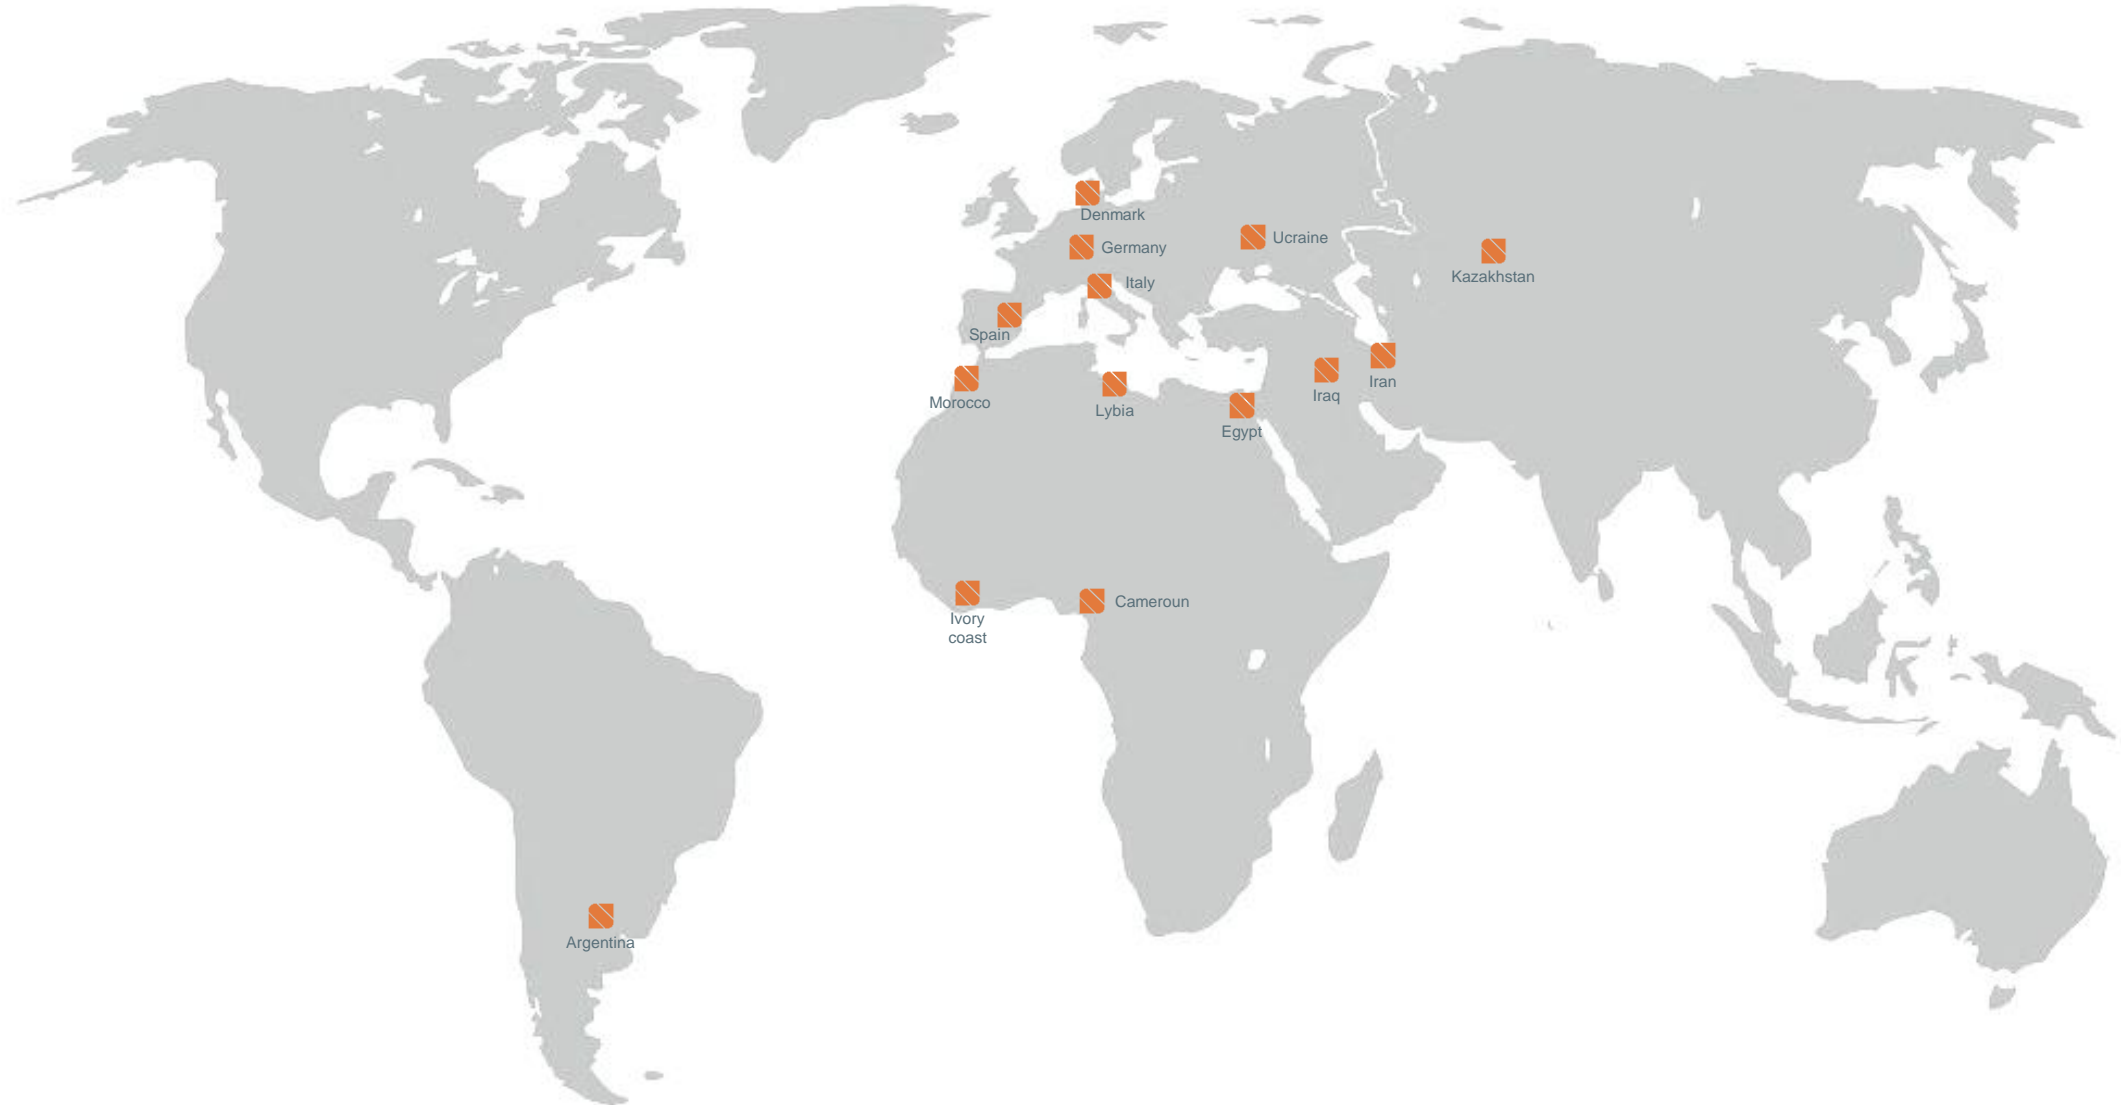 Denmark
Ucraine
Germany
Kazakhstan
Italy
Spain
Iran
Iraq
Morocco
Lybia
Egypt
Cameroun
Ivory
coast
Argentina